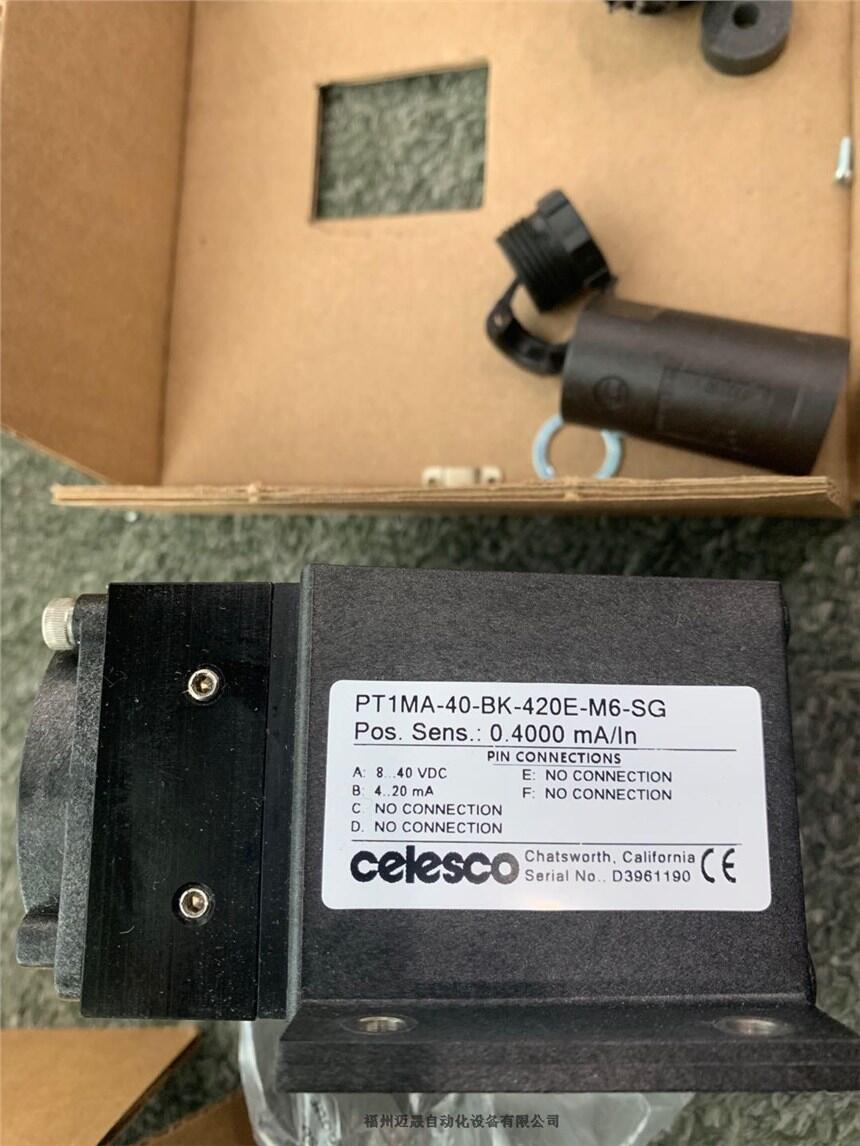 PT1MA-40-BK-420E-M6-SG
Pos. Sens.: 0.4000 mA/In
PIN CONNECTIONS
A: 8...40 VDC
E: NO CONNECTION
B: 4..20 mA
F: NO CONNECTION
C: NO CONNECTION
D. NO CONNECTION
celesco
Chatsworth, California
Serial No.. D3961190
CE
福州迈晟自动化设备有限公司